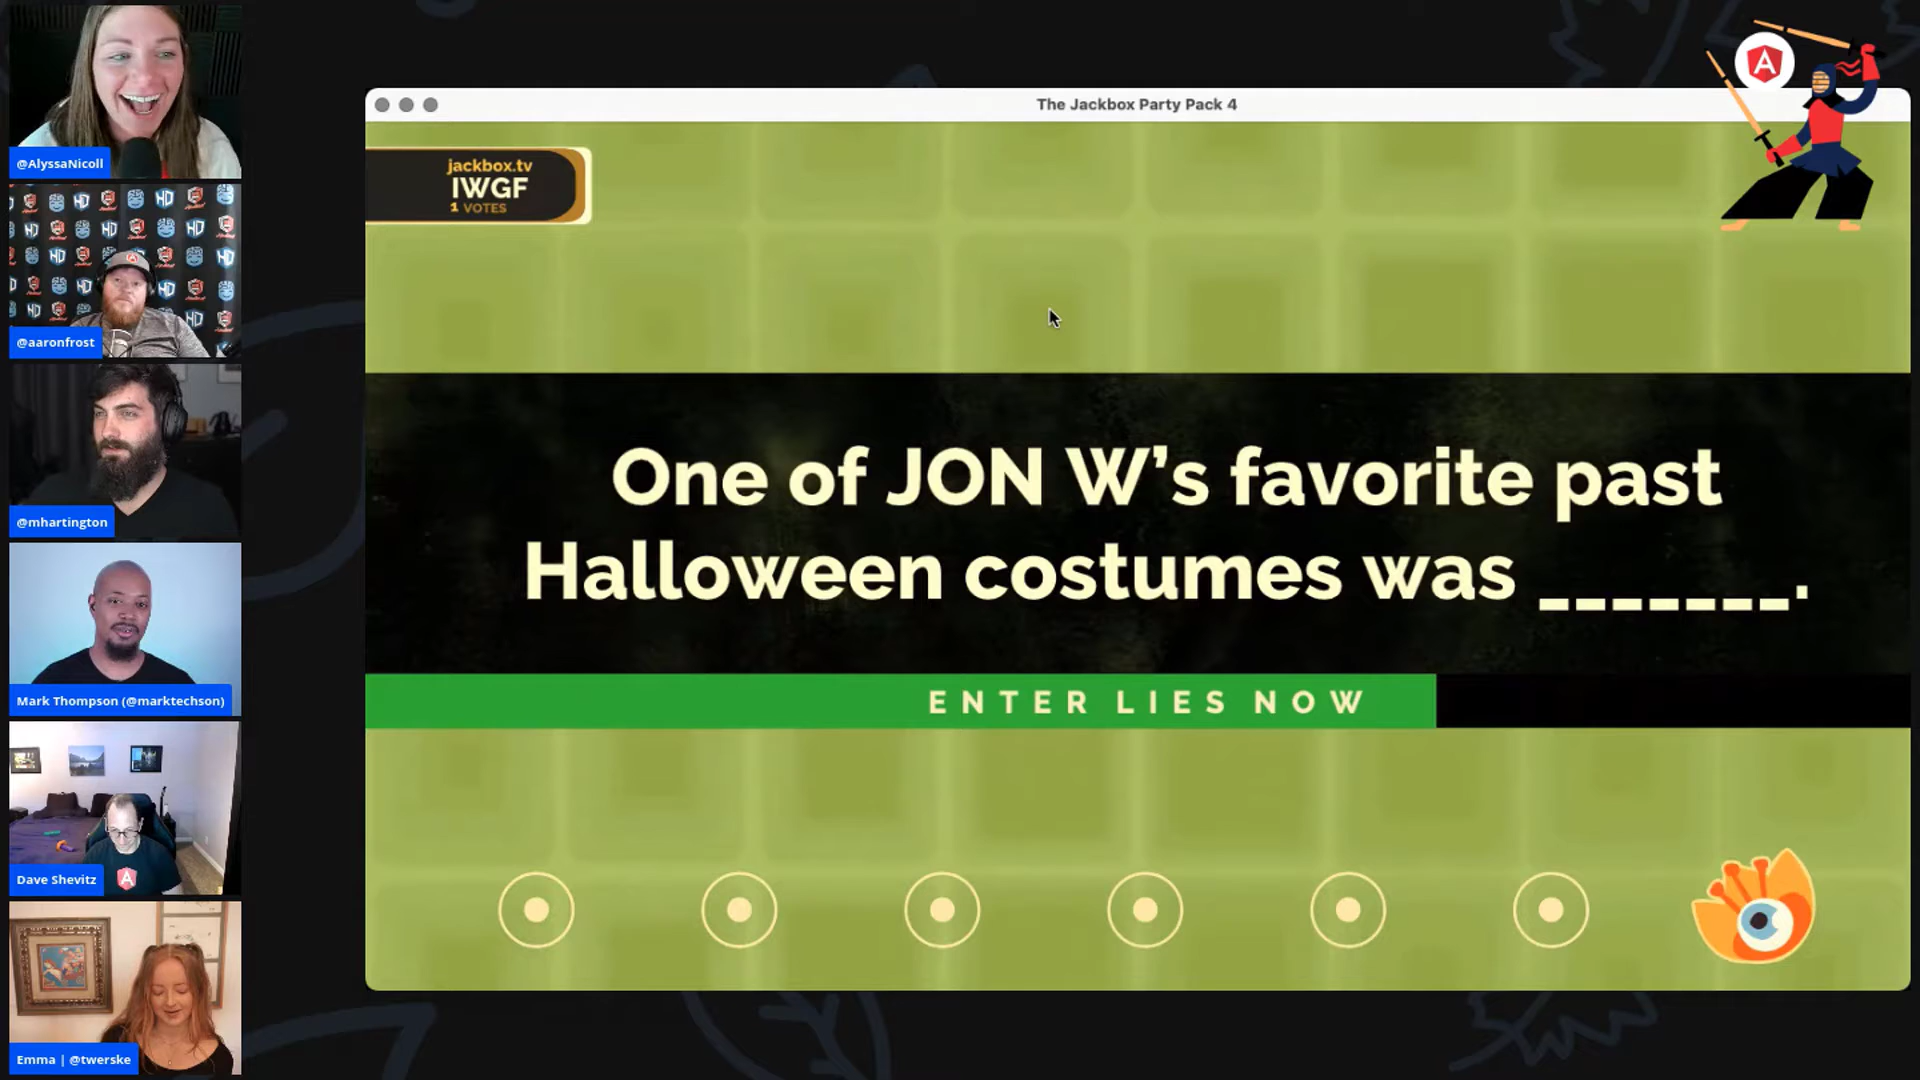 @AlyssaNicoll
@aaronfrost
@mhartington
Mark Thompson (@marktechson)
Dave Shevitz
Emma | @twerske
The Jackbox Party Pack 4
A
jackbox.tv
IWGF
1 VOTES
One of JON W’s favorite past
Halloween costumes was _______.
ENTER LIES NOW